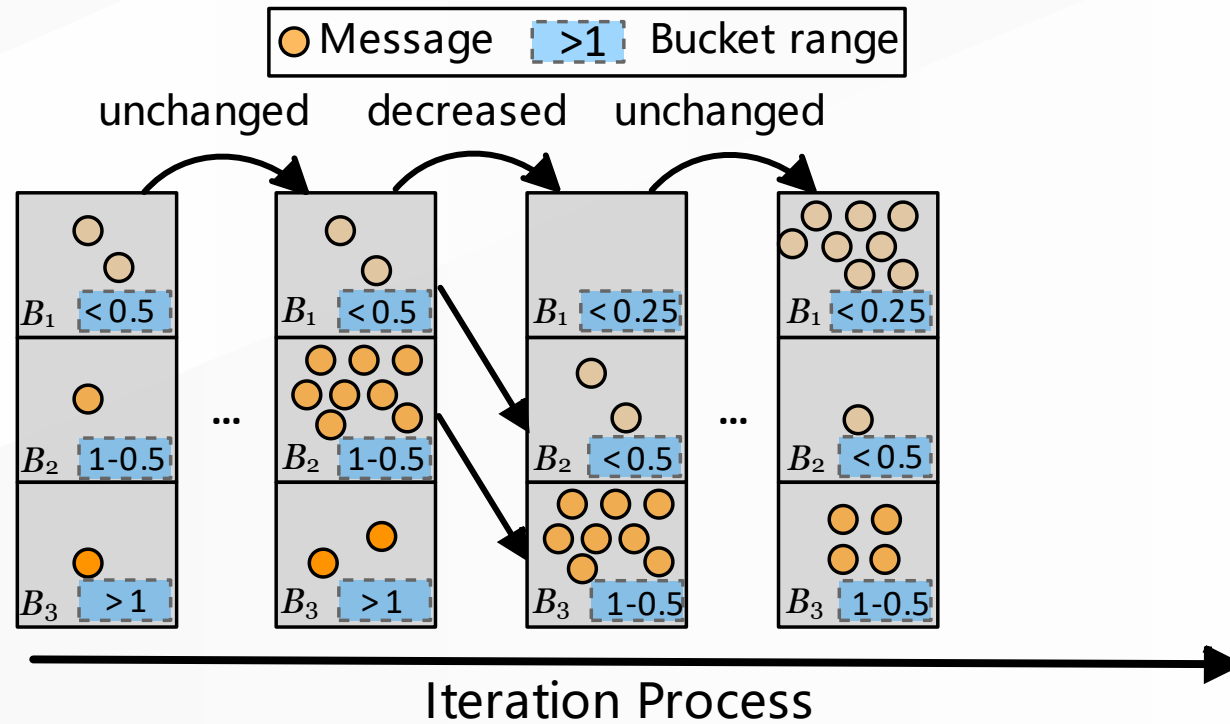 Message >1 Bucket range
unchanged decreased unchanged
B1 <0.5 B1 <0.5 B1 <0.25 B1 <0.25
... ...
B2 1-0.5 B2 1-0.5 B2 <0.5 B2 <0.5
B3 >1 B3 >1 B3 1-0.5 B3 1-0.5
Iteration Process